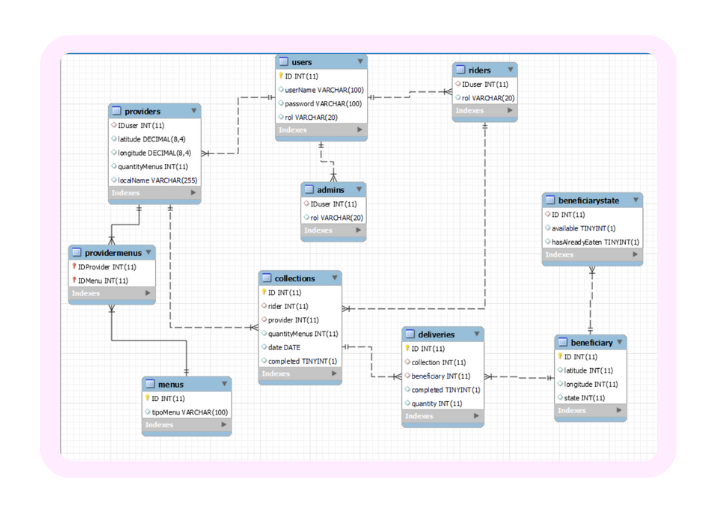 users
ID INT(11)
userName VARCHAR(100)
password VARCHAR(100)
rol VARCHAR(20)
Indexes
riders
IDuser INT(11)
rol VARCHAR(20)
Indexes
providers
IDuser INT(11)
latitude DECIMAL(8,4)
longitude DECIMAL(8,4)
quantityMenus INT(11)
localName VARCHAR(255)
Indexes
admins
IDuser INT(11)
rol VARCHAR(20)
Indexes
beneficiarystate
ID INT(11)
available TINYINT(1)
hasAlreadyEaten TINYINT(1)
Indexes
providermenus
IDProvider INT(11)
IDMenu INT(11)
Indexes
collections
ID INT(11)
rider INT(11)
provider INT(11)
quantityMenus INT(11)
date DATE
completed TINYINT(1)
Indexes
deliveries
ID INT(11)
collection INT(11)
beneficiary INT(11)
completed TINYINT(1)
quantity INT(11)
Indexes
beneficiary
ID INT(11)
latitude INT(11)
longitude INT(11)
state INT(11)
Indexes
menus
ID INT(11)
tipoMenu VARCHAR(100)
Indexes